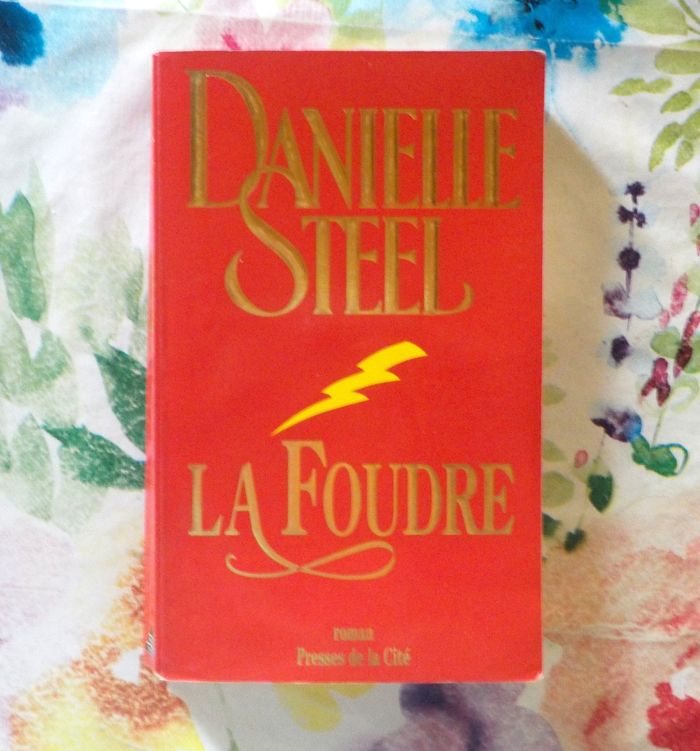 DANIELLE
STEEL
LA FOUDRE
roman
Presses de la Cité